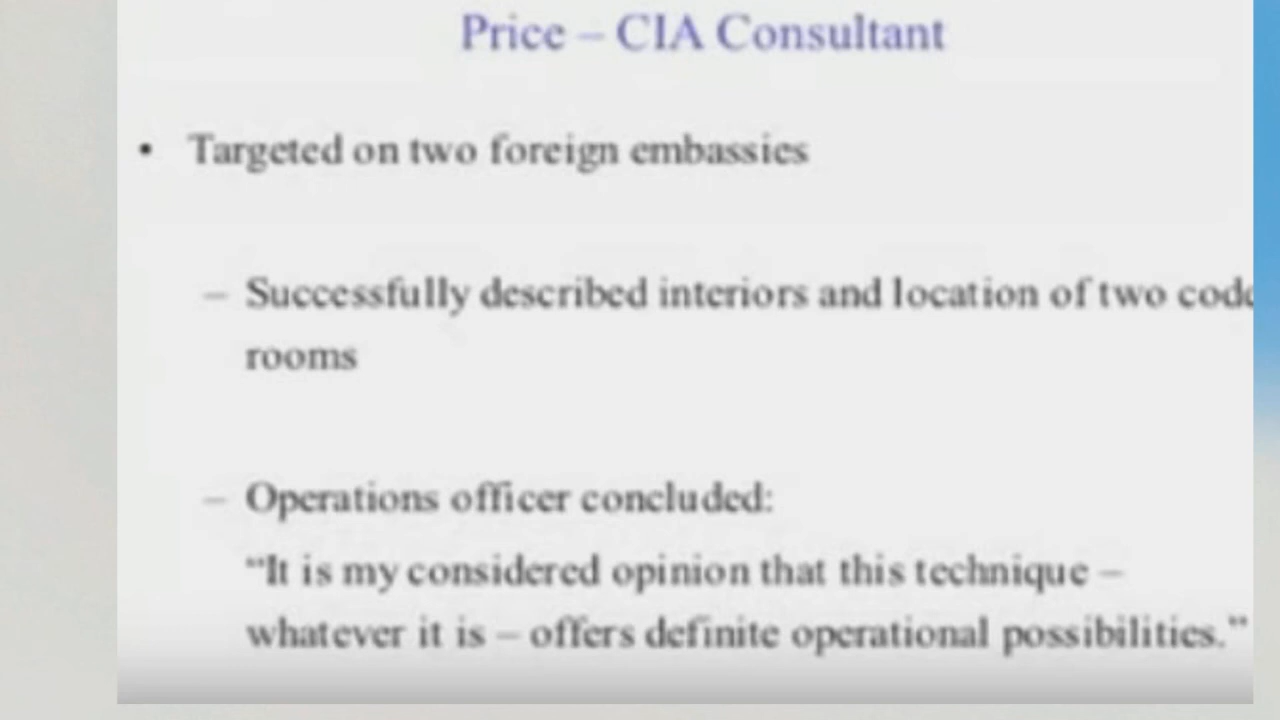 Price – CIA Consultant
• Targeted on two foreign embassies
– Successfully described interiors and location of two code
rooms
– Operations officer concluded:
“It is my considered opinion that this technique –
whatever it is – offers definite operational possibilities.”